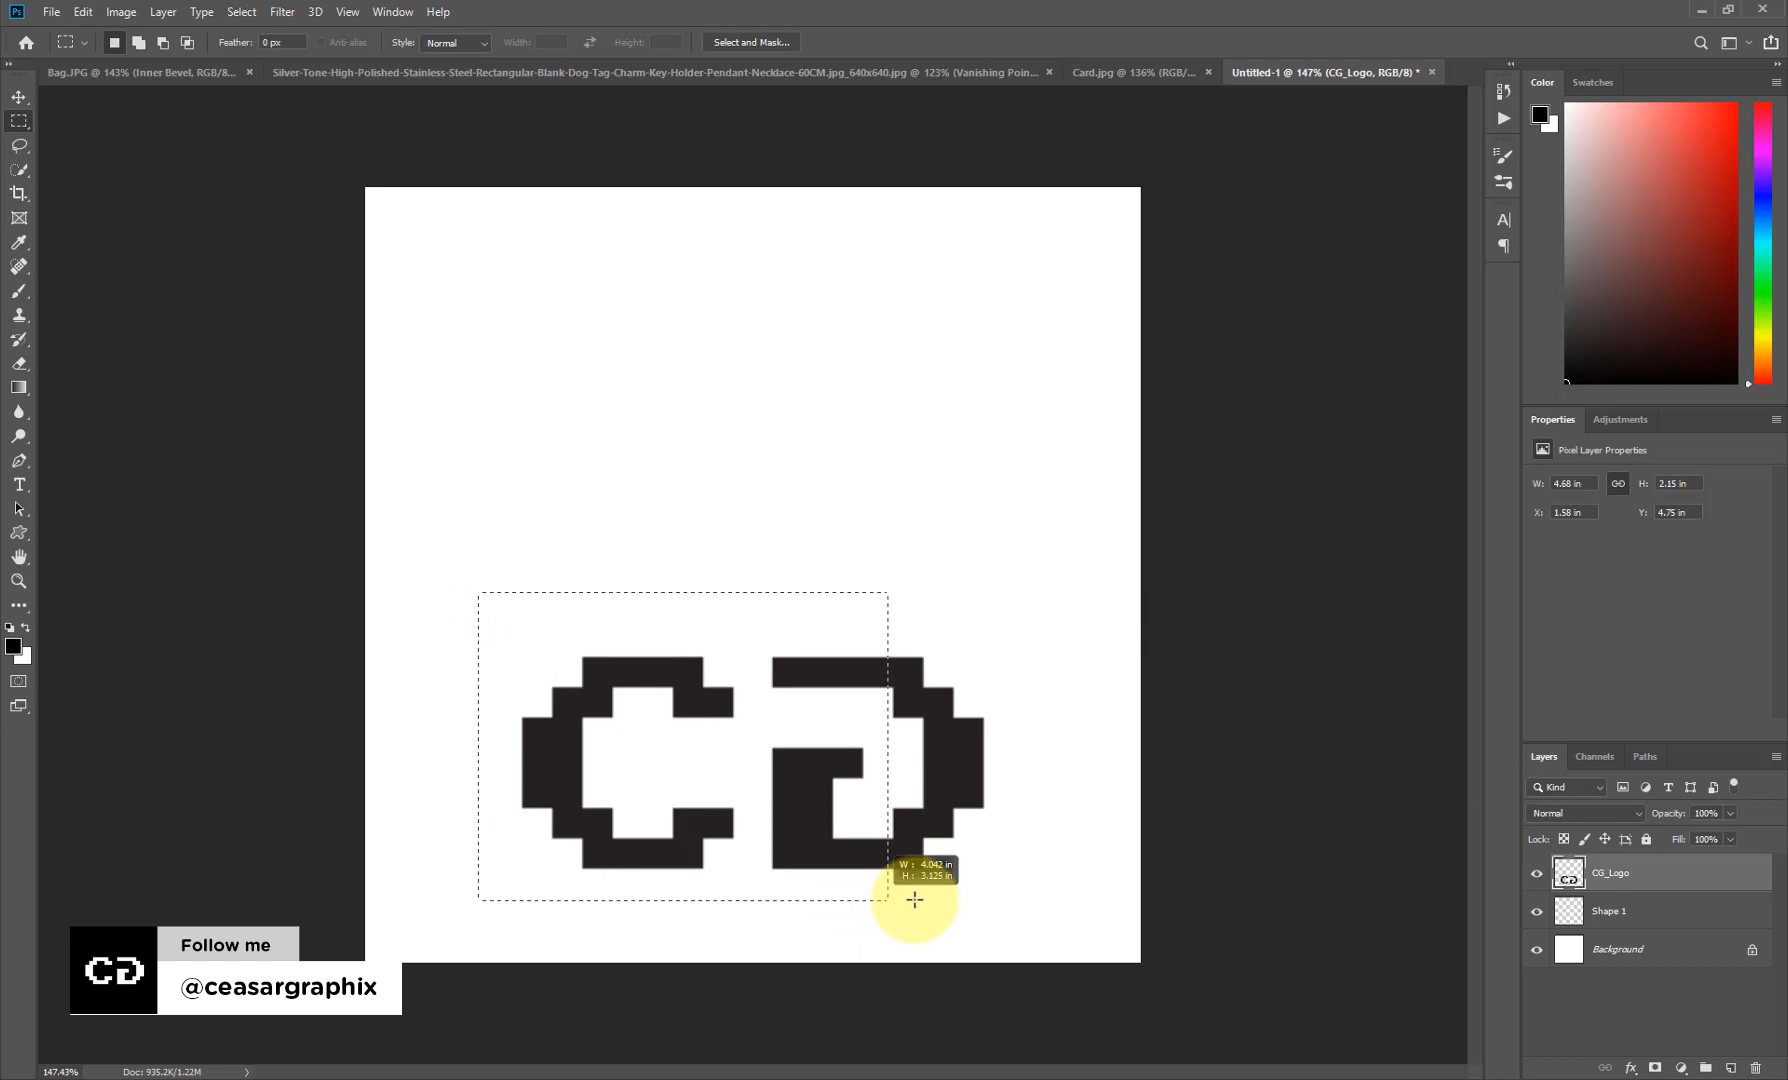 Ps File Edit Image Layer Type Select Filter 3D View Window Help
Feather: 0 px Anti-alias Style: Normal Width: Height: Select and Mask...
Bag.JPG @ 143% (Inner Bevel, RGB/8... × Silver-Tone-High-Polished-Stainless-Steel-Rectangular-Blank-Dog-Tag-Charm-Key-Holder-Pendant-Necklace-60CM.jpg_640x640.jpg @ 123% (Vanishing Poin... × Card.jpg @ 136% (RGB/... × Untitled-1 @ 147% (CG_Logo, RGB/8) * ×
Color Swatches
Properties Adjustments
Pixel Layer Properties
W: 4.68 in H: 2.15 in
X: 1.58 in Y: 4.75 in
CG
W : 4.042 in
H : 3.125 in
Layers Channels Paths
Kind
Normal Opacity: 100%
Lock: Fill: 100%
CG_Logo
Shape 1
Background
CG
Follow me
@ceasargraphix
147.43% Doc: 935.2K/1.22M